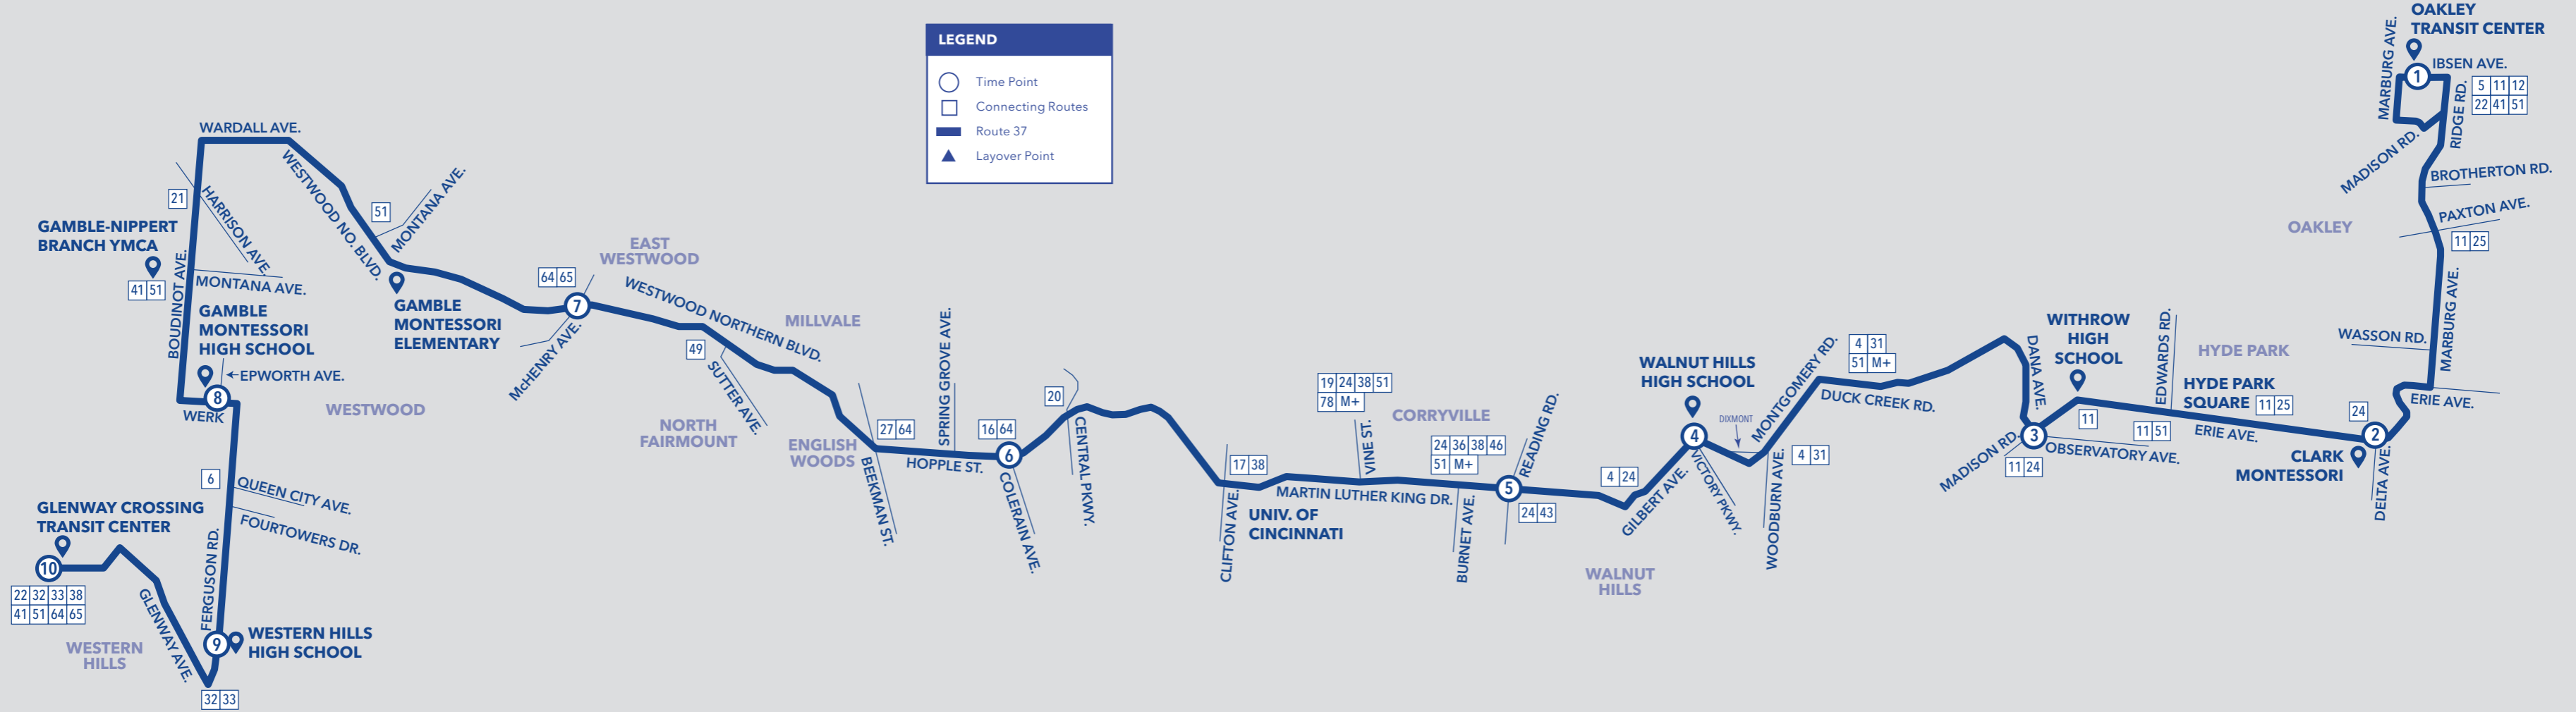 LEGEND
Time Point
Connecting Routes
Route 37
Layover Point
OAKLEY
TRANSIT CENTER
MARBURG AVE.
1
IBSEN AVE.
5 11 12
22 41 51
MARBURG AVE.
RIDGE RD.
MADISON RD.
BROTHERTON RD.
PAXTON AVE.
OAKLEY
11 25
MARBURG AVE.
WASSON RD.
ERIE AVE.
WARDALL AVE.
WESTWOOD NO. BLVD.
51
MONTANA AVE.
21
HARRISON AVE.
GAMBLE-NIPPERT
BRANCH YMCA
41 51
BOUDINOT AVE.
MONTANA AVE.
GAMBLE
MONTESSORI
HIGH SCHOOL
EPWORTH AVE.
8
WERK
WESTWOOD
GAMBLE
MONTESSORI
ELEMENTARY
64 65
7
McHENRY AVE.
EAST
WESTWOOD
WESTWOOD NORTHERN BLVD.
MILLVALE
49
SUTTER AVE.
NORTH
FAIRMOUNT
ENGLISH
WOODS
27 64
BEEKMAN ST.
SPRING GROVE AVE.
HOPPLE ST.
16 64
6
COLERAIN AVE.
20
CENTRAL PKWY.
17 38
CLIFTON AVE.
MARTIN LUTHER KING DR.
UNIV. OF
CINCINNATI
19 24 38 51
78 M+
VINE ST.
CORRYVILLE
24 36 38 46
51 M+
BURNET AVE.
5
READING RD.
24 43
4 24
GILBERT AVE.
WALNUT
HILLS
WALNUT HILLS
HIGH SCHOOL
4
VICTORY PKWY.
DIXMONT
MONTGOMERY RD.
WOODBURN AVE.
4 31
4 31
51 M+
DUCK CREEK RD.
DANA AVE.
3
MADISON RD.
11 24
OBSERVATORY AVE.
WITHROW
HIGH
SCHOOL
11
11 51
EDWARDS RD.
HYDE PARK
HYDE PARK
SQUARE
11 25
ERIE AVE.
24
2
CLARK
MONTESSORI
DELTA AVE.
6
QUEEN CITY AVE.
FOURTOWERS DR.
FERGUSON RD.
GLENWAY CROSSING
TRANSIT CENTER
10
22 32 33 38
41 51 64 65
GLENWAY AVE.
WESTERN
HILLS
9
WESTERN HILLS
HIGH SCHOOL
32 33